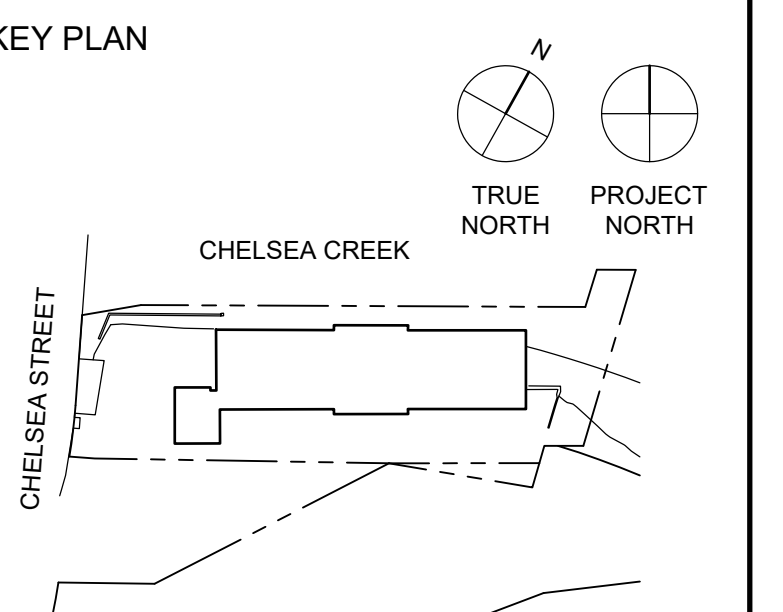 KEY PLAN
N
TRUE
NORTH
PROJECT
NORTH
CHELSEA CREEK
CHELSEA STREET